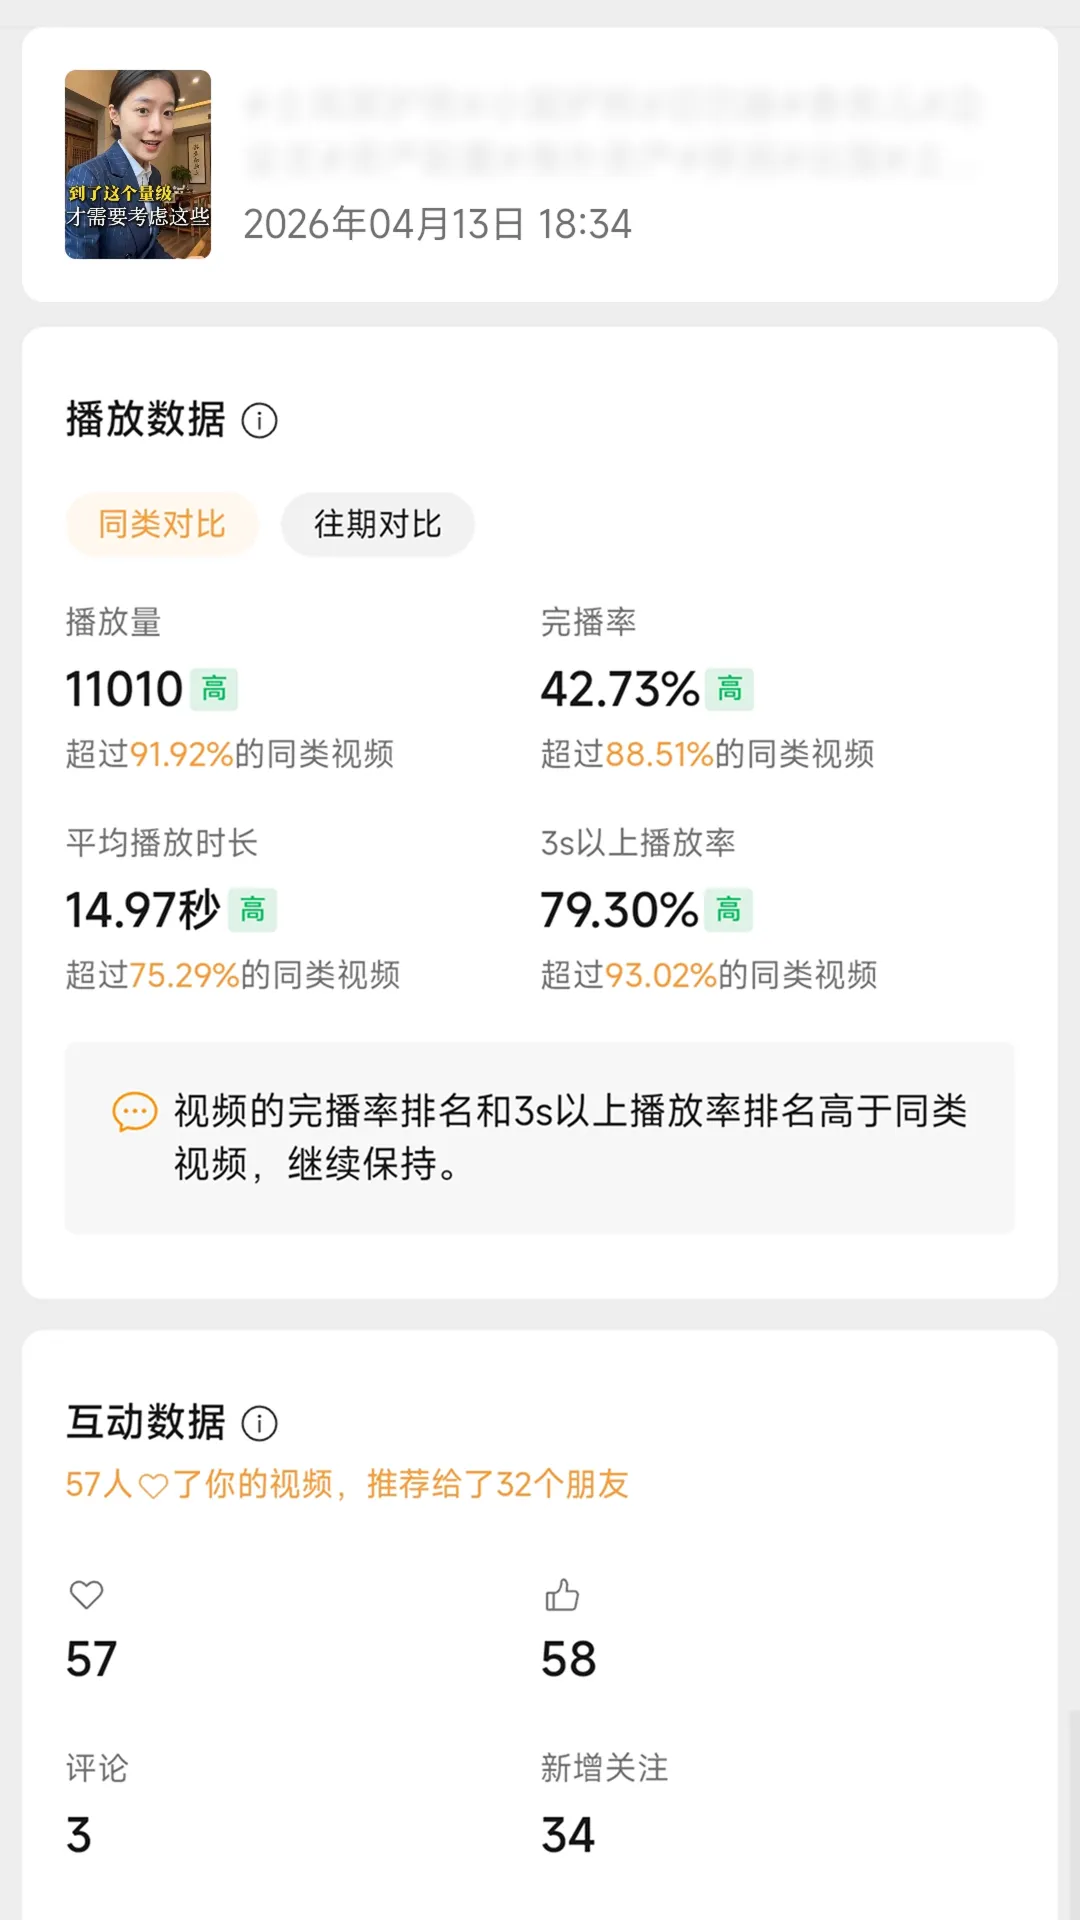 到了这个量级
才需要考虑这些
2026年04月13日 18:34
播放数据
同类对比 往期对比
播放量 完播率
11010 高 42.73% 高
超过91.92%的同类视频 超过88.51%的同类视频
平均播放时长 3s以上播放率
14.97秒 高 79.30% 高
超过75.29%的同类视频 超过93.02%的同类视频
视频的完播率排名和3s以上播放率排名高于同类
视频，继续保持。
互动数据
57人♡了你的视频，推荐给了32个朋友
57 58
评论 新增关注
3 34